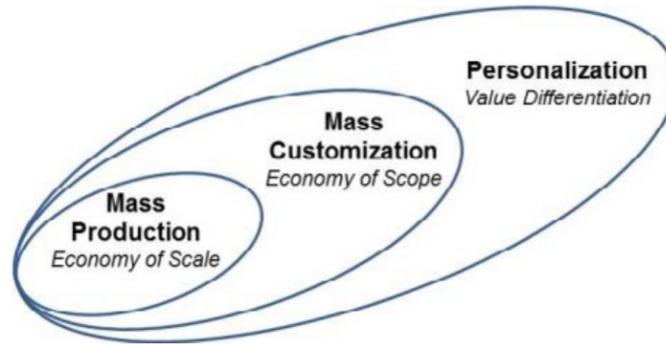 Personalization
Value Differentiation
Mass
Customization
Economy of Scope
Mass
Production
Economy of Scale